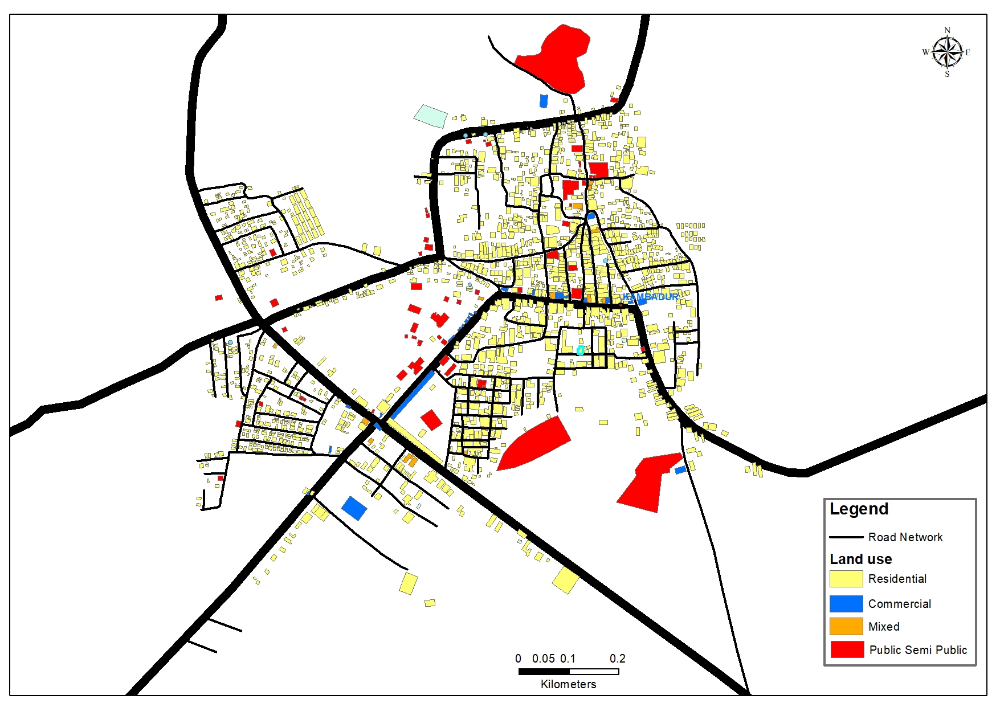 N
W E
S
KAMBADUR
Legend
Road Network
Land use
Residential
Commercial
Mixed
Public Semi Public
0 0.05 0.1 0.2
Kilometers